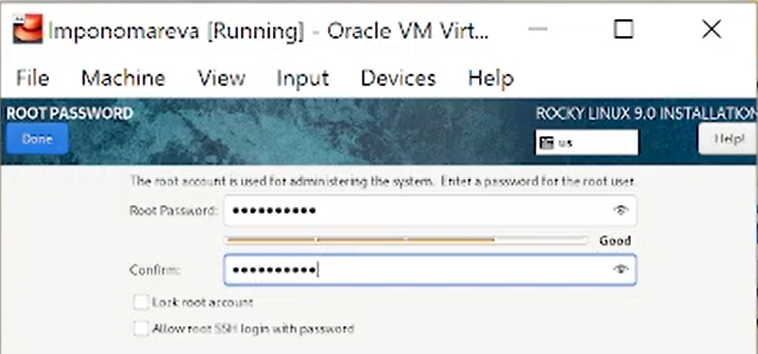 Imponomareva [Running] - Oracle VM Virt...
File Machine View Input Devices Help
ROOT PASSWORD
ROCKY LINUX 9.0 INSTALLATION
Done
us
Help!
The root account is used for administering the system. Enter a password for the root user.
Root Password: ••••••••••
Good
Confirm: ••••••••••
Lock root account
Allow root SSH login with password